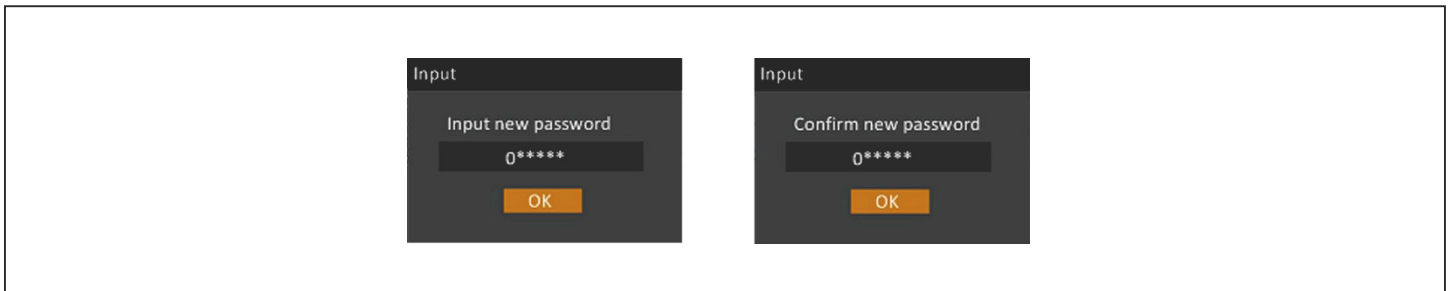 Input
Input new password
0*****
OK
Input
Confirm new password
0*****
OK